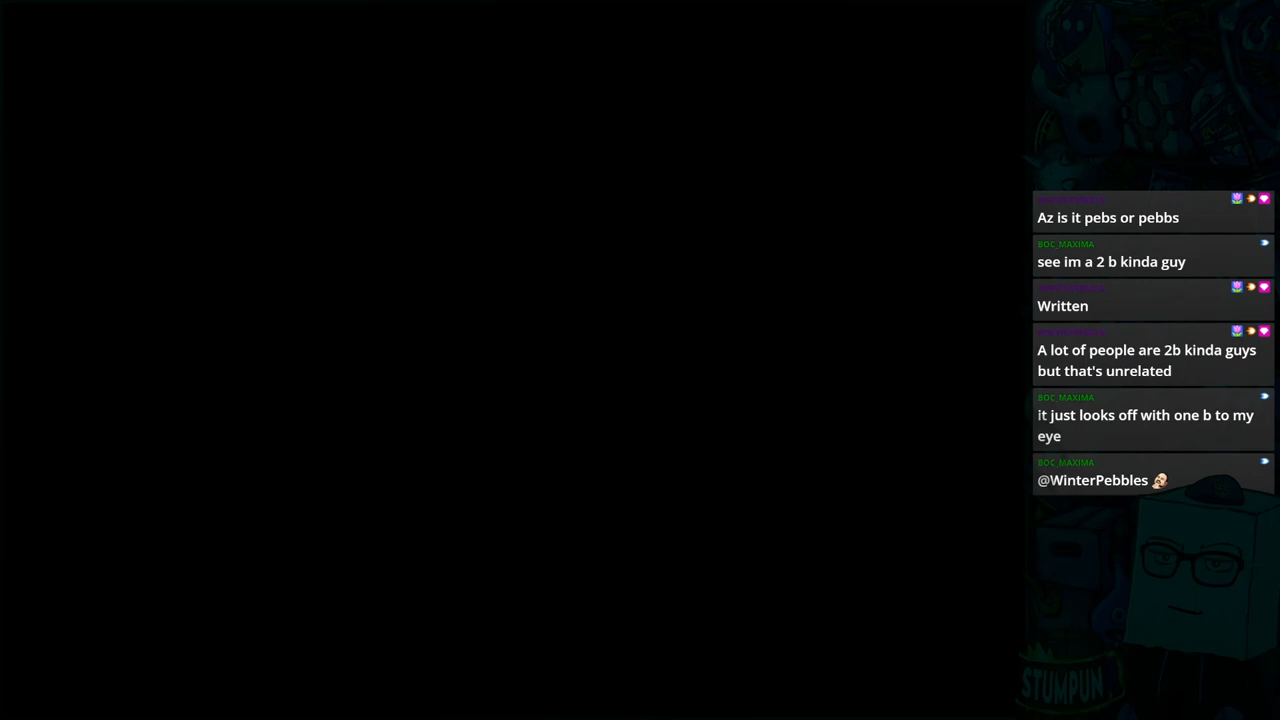 Az is it pebs or pebbs
BOC_MAXIMA
see im a 2 b kinda guy
Written
A lot of people are 2b kinda guys
but that's unrelated
BOC_MAXIMA
it just looks off with one b to my
eye
BOC_MAXIMA
@WinterPebbles
STUMPUN